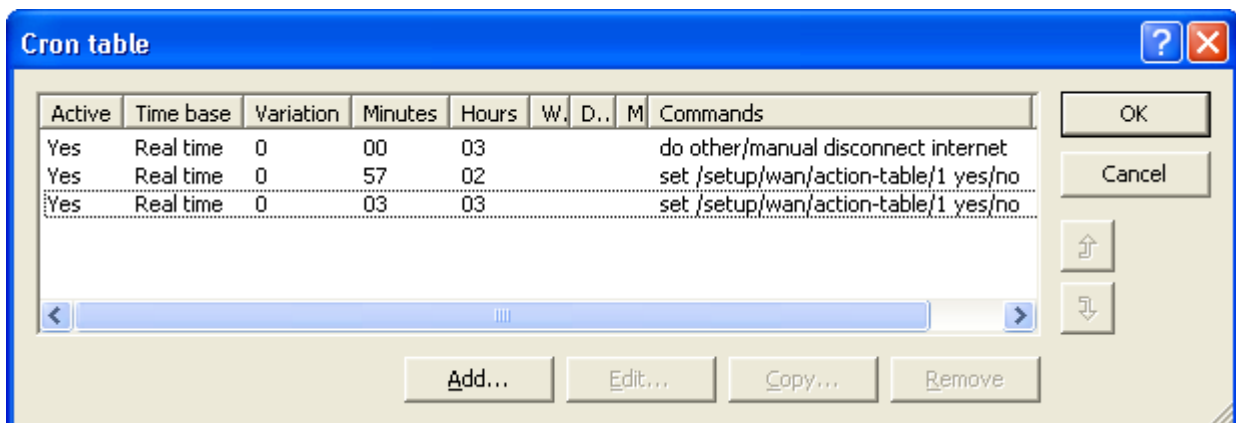 Cron table
Active Time base Variation Minutes Hours W. D.. M Commands
Yes Real time 0 00 03 do other/manual disconnect internet
Yes Real time 0 57 02 set /setup/wan/action-table/1 yes/no
Yes Real time 0 03 03 set /setup/wan/action-table/1 yes/no
OK
Cancel
Add... Edit... Copy... Remove